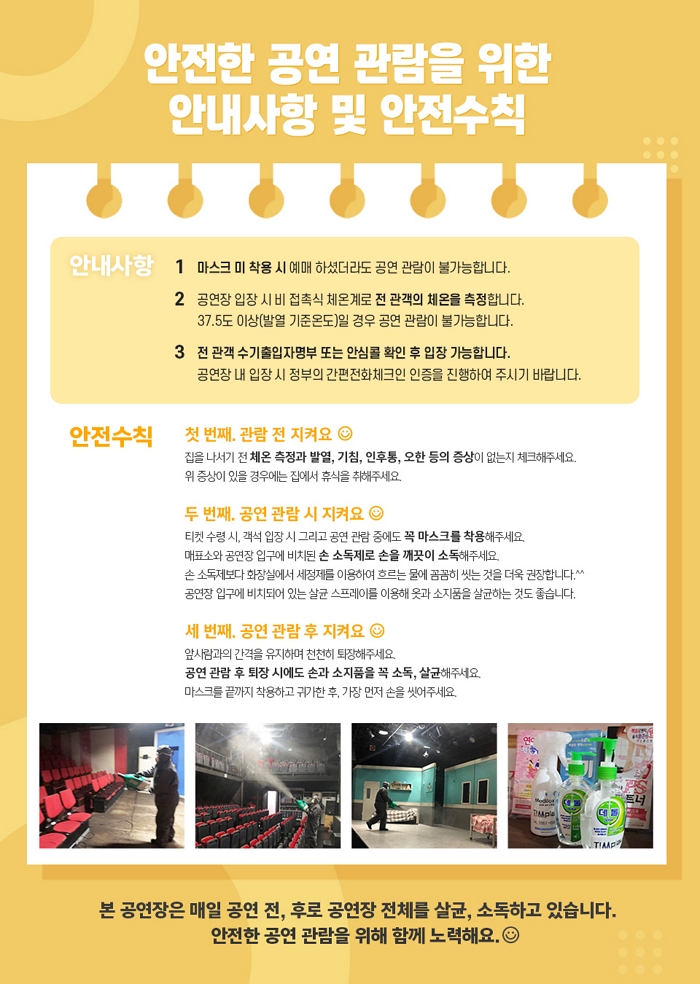 안전한 공연 관람을 위한
안내사항 및 안전수칙
안내사항
1 마스크 미 착용 시 예매 하셨더라도 공연 관람이 불가능합니다.
2 공연장 입장 시 비 접촉식 체온계로 전 관객의 체온을 측정합니다.
37.5도 이상(발열 기준온도)일 경우 공연 관람이 불가능합니다.
3 전 관객 수기출입자명부 또는 안심콜 확인 후 입장 가능합니다.
공연장 내 입장 시 정부의 간편전화체크인 인증을 진행하여 주시기 바랍니다.
안전수칙
첫 번째. 관람 전 지켜요
집을 나서기 전 체온 측정과 발열, 기침, 인후통, 오한 등의 증상이 없는지 체크해주세요.
위 증상이 있을 경우에는 집에서 휴식을 취해주세요.
두 번째. 공연 관람 시 지켜요
티켓 수령 시, 객석 입장 시 그리고 공연 관람 중에도 꼭 마스크를 착용해주세요.
매표소와 공연장 입구에 비치된 손 소독제로 손을 깨끗이 소독해주세요.
손 소독제보다 화장실에서 세정제를 이용하여 흐르는 물에 꼼꼼히 씻는 것을 더욱 권장합니다.^^
공연장 입구에 비치되어 있는 살균 스프레이를 이용해 옷과 소지품을 살균하는 것도 좋습니다.
세 번째. 공연 관람 후 지켜요
앞사람과의 간격을 유지하며 천천히 퇴장해주세요.
공연 관람 후 퇴장 시에도 손과 소지품을 꼭 소독, 살균해주세요.
마스크를 끝까지 착용하고 귀가한 후, 가장 먼저 손을 씻어주세요.
데톨
데톨
본 공연장은 매일 공연 전, 후로 공연장 전체를 살균, 소독하고 있습니다.
안전한 공연 관람을 위해 함께 노력해요.